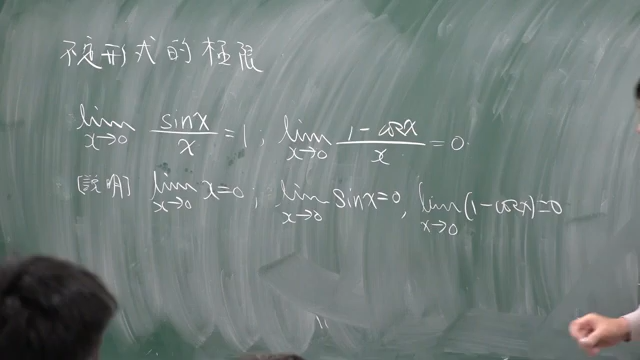 不定形式的極限
lim x→0 sinx/x = 1, lim x→0 1-cosx/x = 0
[說明] lim x→0 x=0; lim x→0 sinx=0, lim x→0 (1-cosx)=0